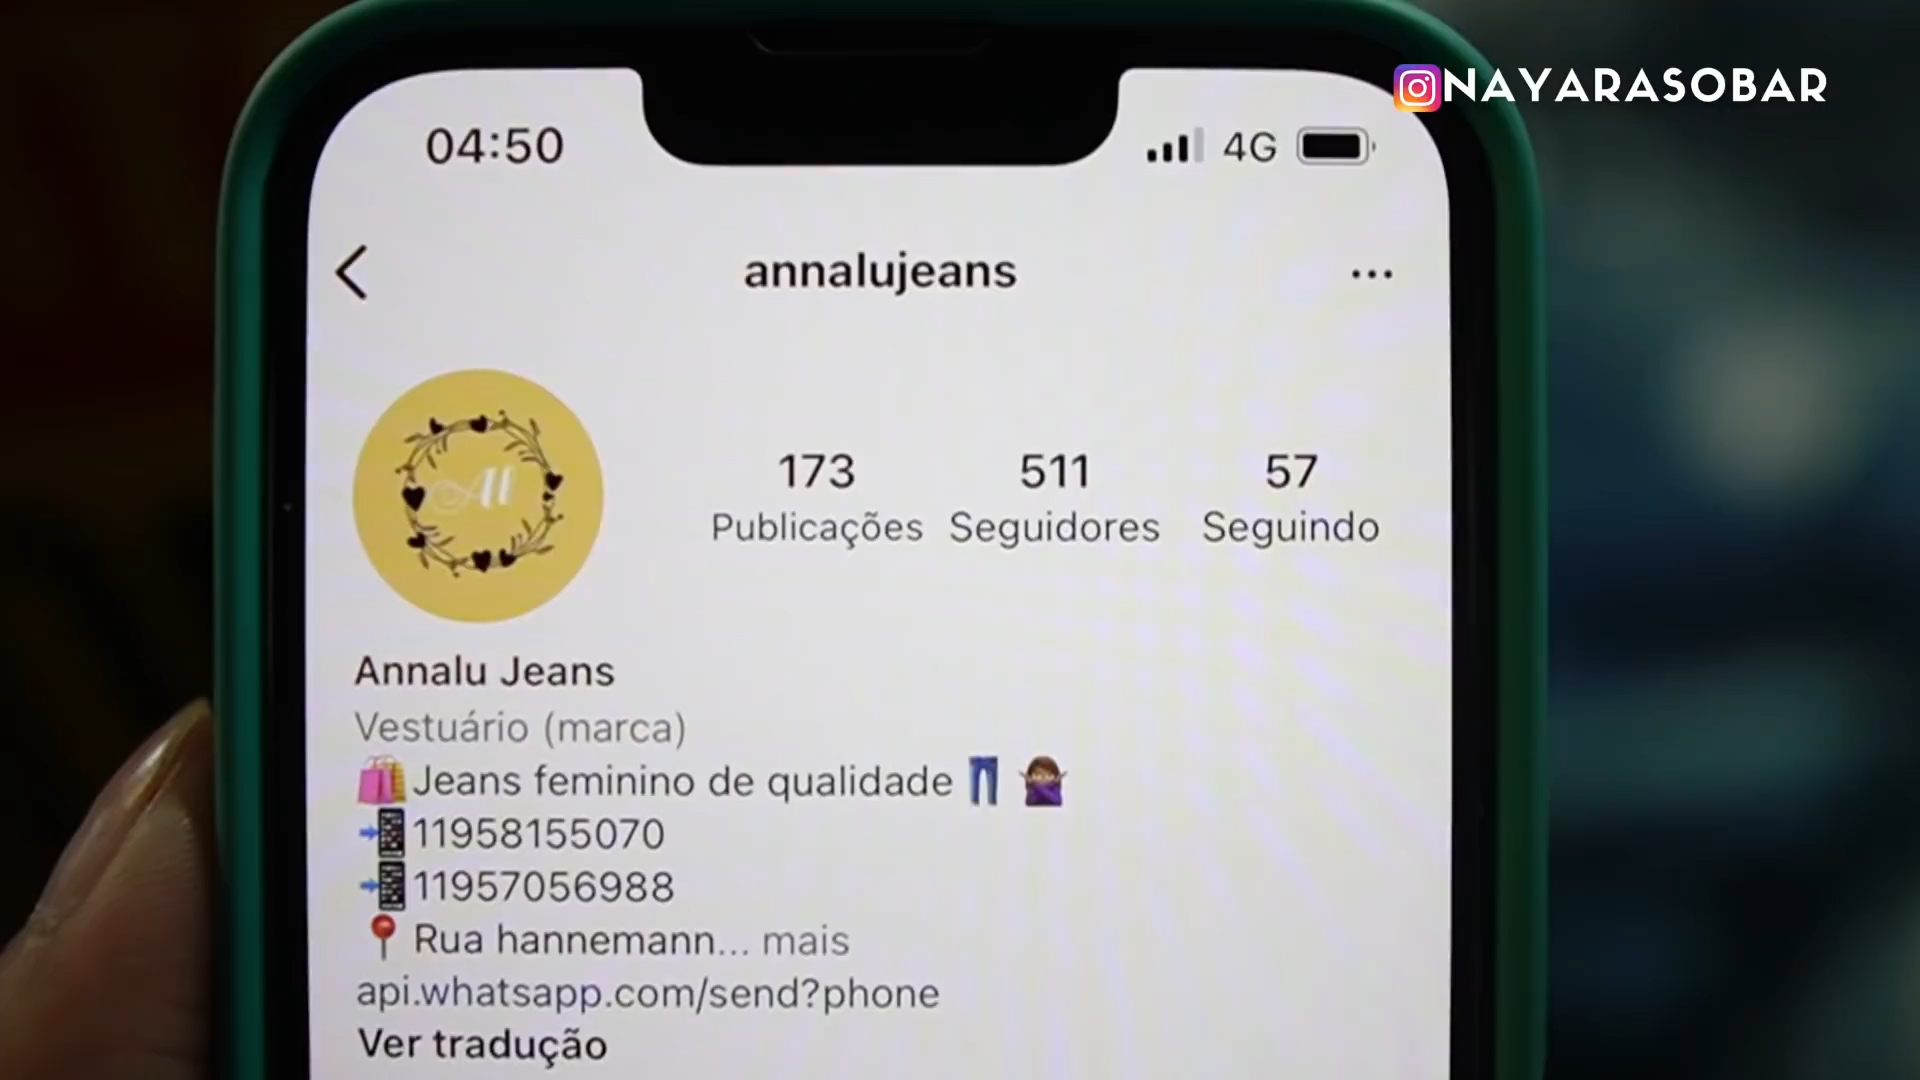 NAYARASOBAR
04:50 4G
annalujeans
173 511 57
Publicações Seguidores Seguindo
Al
Annalu Jeans
Vestuário (marca)
Jeans feminino de qualidade
11958155070
11957056988
Rua hannemann... mais
api.whatsapp.com/send?phone
Ver tradução